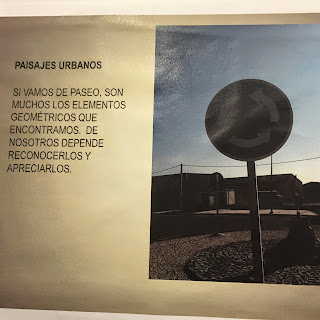 PAISAJES URBANOS
SI VAMOS DE PASEO, SON
MUCHOS LOS ELEMENTOS
GEOMÉTRICOS QUE
ENCONTRAMOS. DE
NOSOTROS DEPENDE
RECONOCERLOS Y
APRECIARLOS.